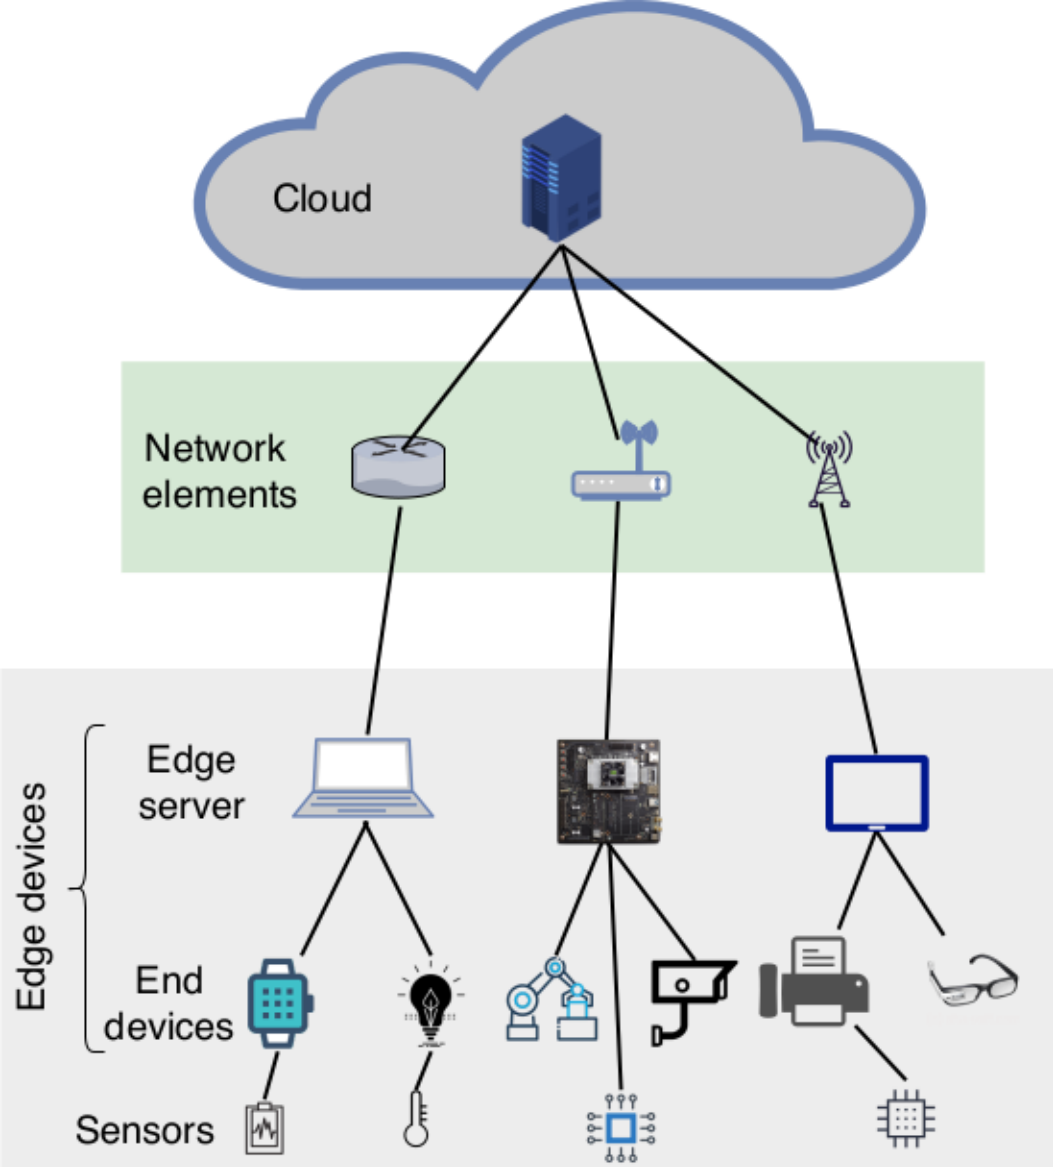 Cloud
Network
elements
Edge devices
Edge
server
End
devices
Sensors